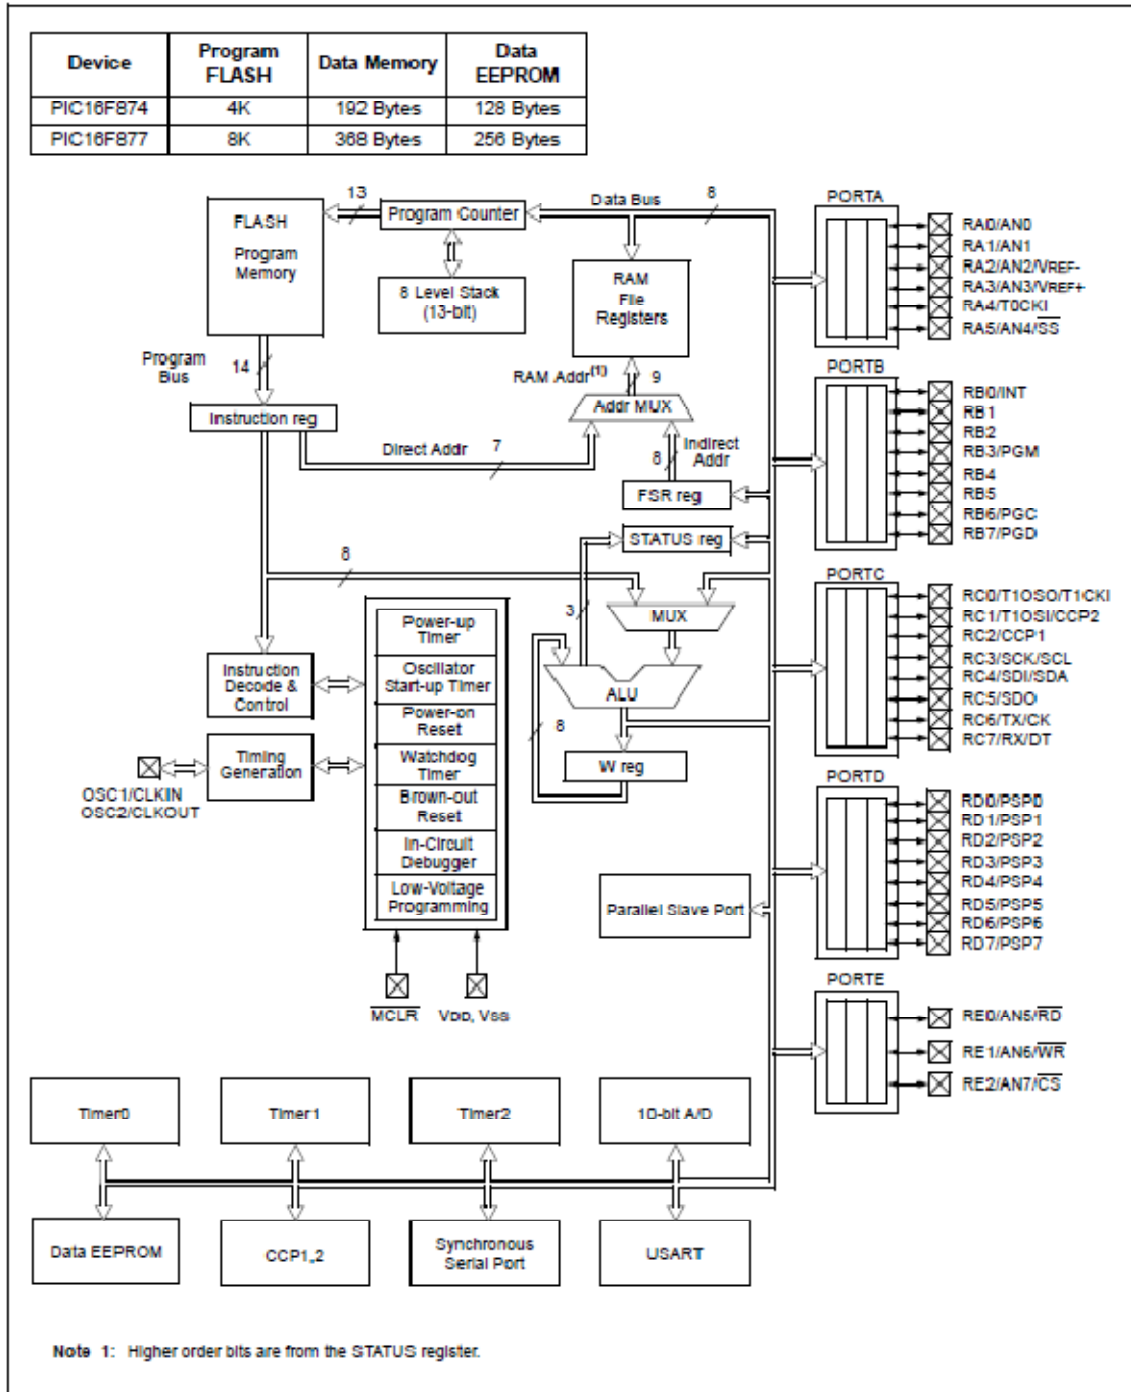 Device Program FLASH Data Memory Data EEPROM
PIC16F874 4K 192 Bytes 128 Bytes
PIC16F877 8K 368 Bytes 256 Bytes
13
Program Counter
Data Bus
8
FLASH
Program
Memory
8 Level Stack
(13-bit)
RAM
File
Registers
Program
Bus
14
RAM Addr(1)
9
Instruction reg
Addr MUX
Direct Addr
7
8
Indirect
Addr
FSR reg
STATUS reg
8
3
MUX
ALU
8
W reg
Power-up
Timer
Oscillator
Start-up Timer
Power-on
Reset
Watchdog
Timer
Brown-out
Reset
In-Circuit
Debugger
Low-Voltage
Programming
Instruction
Decode &
Control
Timing
Generation
OSC1/CLKIN
OSC2/CLKOUT
MCLR
VDD, VSS
Parallel Slave Port
PORTA
RA0/AN0
RA1/AN1
RA2/AN2/VREF-
RA3/AN3/VREF+
RA4/T0CKI
RA5/AN4/SS
PORTB
RB0/INT
RB1
RB2
RB3/PGM
RB4
RB5
RB6/PGC
RB7/PGD
PORTC
RC0/T1OSO/T1CKI
RC1/T1OSI/CCP2
RC2/CCP1
RC3/SCK/SCL
RC4/SDI/SDA
RC5/SDO
RC6/TX/CK
RC7/RX/DT
PORTD
RD0/PSP0
RD1/PSP1
RD2/PSP2
RD3/PSP3
RD4/PSP4
RD5/PSP5
RD6/PSP6
RD7/PSP7
PORTE
RE0/AN5/RD
RE1/AN6/WR
RE2/AN7/CS
Timer0
Timer1
Timer2
10-bit A/D
Data EEPROM
CCP1,2
Synchronous
Serial Port
USART
Note 1: Higher order bits are from the STATUS register.